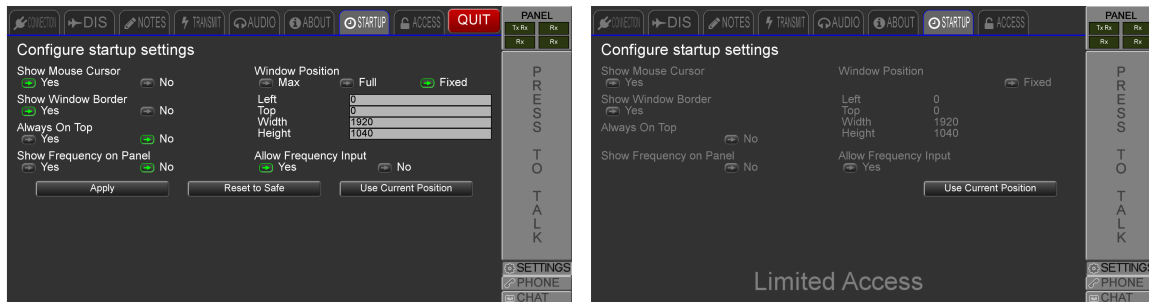 CONNECTION DIS NOTES TRANSMIT AUDIO ABOUT STARTUP ACCESS QUIT
PANEL
Tx Rx Rx
Rx Rx
Configure startup settings
Show Mouse Cursor
Yes No
Window Position
Max Full Fixed
Show Window Border
Yes No
Left 0
Top 0
Width 1920
Height 1040
Always On Top
Yes No
Show Frequency on Panel
Yes No
Allow Frequency Input
Yes No
Apply Reset to Safe Use Current Position
PRESS TO TALK
SETTINGS
PHONE
CHAT
CONNECTION DIS NOTES TRANSMIT AUDIO ABOUT STARTUP ACCESS
PANEL
Tx Rx Rx
Rx Rx
Configure startup settings
Show Mouse Cursor
Yes
Window Position
Fixed
Show Window Border
Yes
Left 0
Top 0
Width 1920
Height 1040
Always On Top
No
Show Frequency on Panel
No
Allow Frequency Input
Yes
Use Current Position
Limited Access
PRESS TO TALK
SETTINGS
PHONE
CHAT